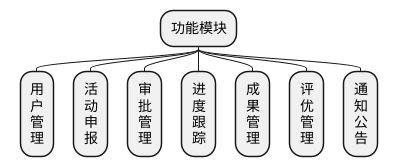 功能模块
用户管理
活动申报
审批管理
进度跟踪
成果管理
评优管理
通知公告